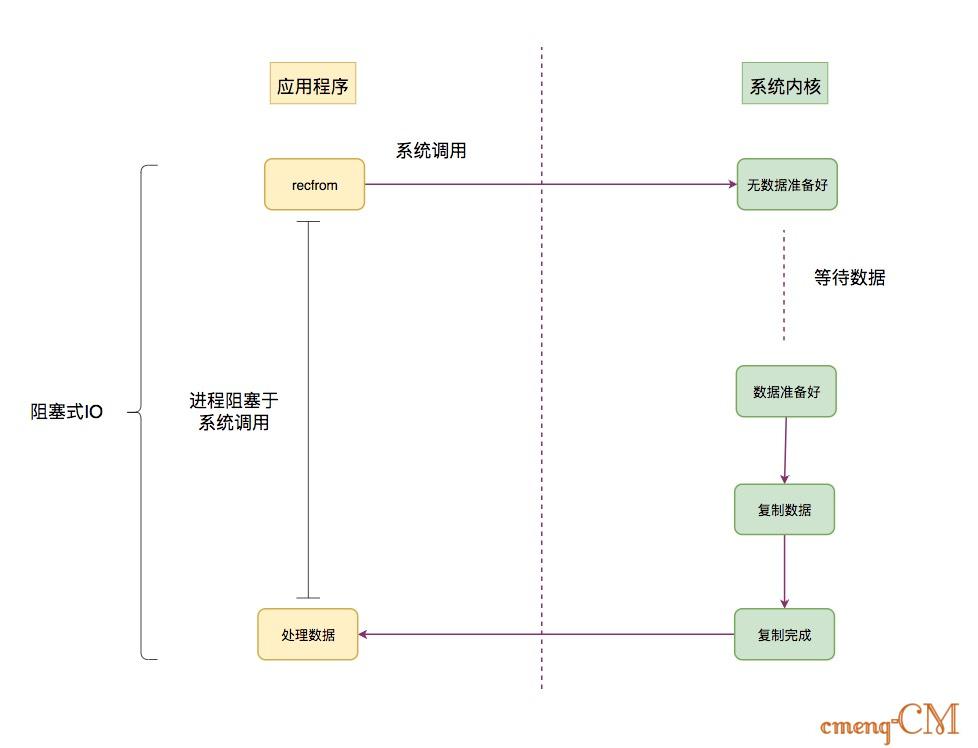 应用程序
系统内核
系统调用
recfrom
无数据准备好
等待数据
数据准备好
阻塞式IO
进程阻塞于
系统调用
复制数据
处理数据
复制完成
cmenq-CM